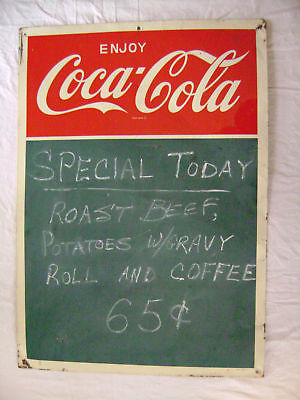 ENJOY
Coca-Cola
SPECIAL TODAY
ROAST BEEF,
POTATOES W/GRAVY
ROLL AND COFFEE
65¢